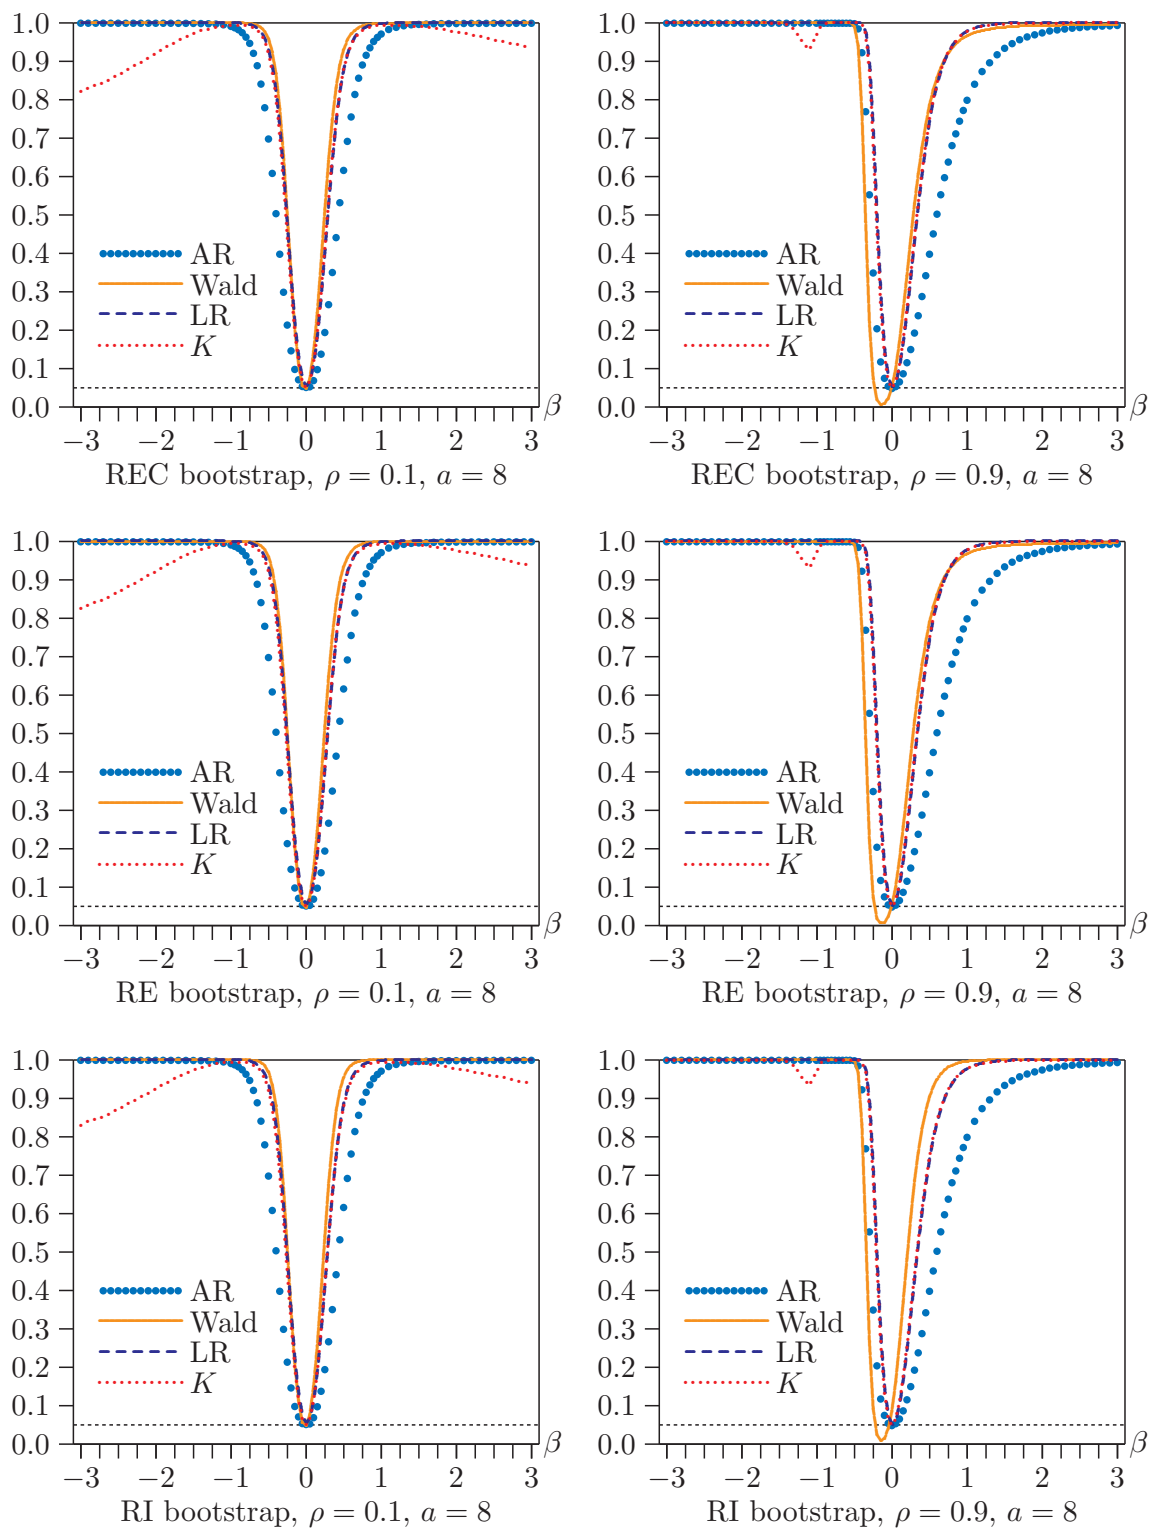 1.0
0.9
0.8
0.7
0.6
0.5
0.4
0.3
0.2
0.1
0.0
AR
Wald
LR
K
β
−3 −2 −1 0 1 2 3
REC bootstrap, ρ = 0.1, a = 8
1.0
0.9
0.8
0.7
0.6
0.5
0.4
0.3
0.2
0.1
0.0
AR
Wald
LR
K
β
−3 −2 −1 0 1 2 3
REC bootstrap, ρ = 0.9, a = 8
1.0
0.9
0.8
0.7
0.6
0.5
0.4
0.3
0.2
0.1
0.0
AR
Wald
LR
K
β
−3 −2 −1 0 1 2 3
RE bootstrap, ρ = 0.1, a = 8
1.0
0.9
0.8
0.7
0.6
0.5
0.4
0.3
0.2
0.1
0.0
AR
Wald
LR
K
β
−3 −2 −1 0 1 2 3
RE bootstrap, ρ = 0.9, a = 8
1.0
0.9
0.8
0.7
0.6
0.5
0.4
0.3
0.2
0.1
0.0
AR
Wald
LR
K
β
−3 −2 −1 0 1 2 3
RI bootstrap, ρ = 0.1, a = 8
1.0
0.9
0.8
0.7
0.6
0.5
0.4
0.3
0.2
0.1
0.0
AR
Wald
LR
K
β
−3 −2 −1 0 1 2 3
RI bootstrap, ρ = 0.9, a = 8